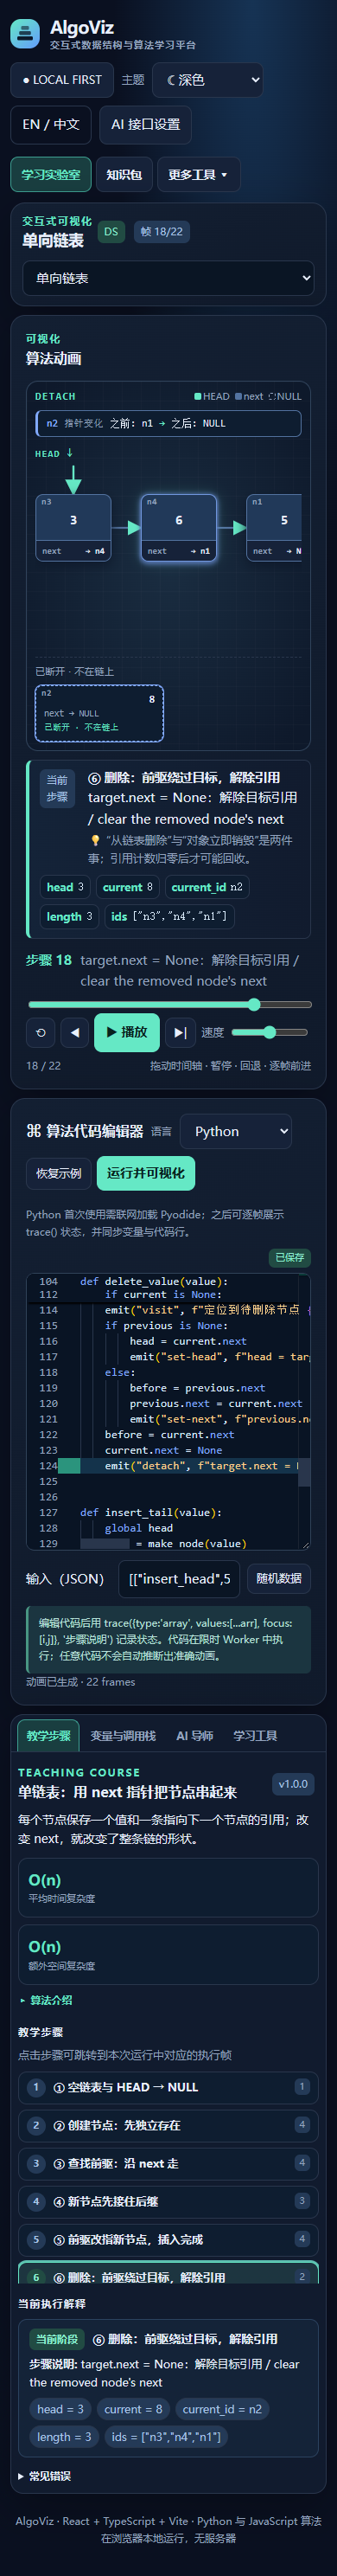 AlgoViz
交互式数据结构与算法学习平台
● LOCAL FIRST 主题 ☾ 深色
EN / 中文 AI 接口设置
学习实验室 知识包 更多工具 ▾
交互式可视化
单向链表 DS 帧 18/22
单向链表
可视化
算法动画
DETACH HEAD next NULL
n2 指针变化 之前: n1 → 之后: NULL
HEAD ↓
n3 n4 n1
3 6 5
next → n4 next → n1 next → N
已断开 · 不在链上
n2 8
next → NULL
已断开 · 不在链上
当前步骤
⑥ 删除：前驱绕过目标，解除引用
target.next = None：解除目标引用
/ clear the removed node's next
💡 “从链表删除”与“对象立即销毁”是两件
事；引用计数归零后才可能回收。
head 3 current 8 current_id n2
length 3 ids ["n3","n4","n1"]
步骤 18 target.next = None：解除目标引用 /
clear the removed node's next
⟲ ◀ ▶ 播放 ▶| 速度
18 / 22 拖动时间轴 · 暂停 · 回退 · 逐帧前进
⌘ 算法代码编辑器 语言 Python
恢复示例 运行并可视化
Python 首次使用需联网加载 Pyodide；之后可逐帧展示
trace() 状态，并同步变量与代码行。
已保存
104 def delete_value(value):
112 if current is None:
114 emit("visit", f"定位到待删除节点
115 if previous is None:
116 head = current.next
117 emit("set-head", f"head = targ
118 else:
119 before = previous.next
120 previous.next = current.next
121 emit("set-next", f"previous.ne
122 before = current.next
123 current.next = None
124 emit("detach", f"target.next =
125
126
127 def insert_tail(value):
128 global head
129 = make_node(value)
输入（JSON） [["insert_head",5 随机数据
编辑代码后用 trace({type:'array', values:[...arr], focus:
[i,j]}, '步骤说明') 记录状态。代码在限时 Worker 中执
行；任意代码不会自动推断出准确动画。
动画已生成 · 22 frames
教学步骤 变量与调用栈 AI 导师 学习工具
TEACHING COURSE
单链表：用 next 指针把节点串起来 v1.0.0
每个节点保存一个值和一条指向下一个节点的引用；改
变 next，就改变了整条链的形状。
O(n)
平均时间复杂度
O(n)
额外空间复杂度
▸ 算法介绍
教学步骤
点击步骤可跳转到本次运行中对应的执行帧
1 ① 空链表与 HEAD → NULL 1
2 ② 创建节点：先独立存在 4
3 ③ 查找前驱：沿 next 走 4
4 ④ 新节点先接住后继 3
5 ⑤ 前驱改指新节点，插入完成 4
6 ⑥ 删除：前驱绕过目标，解除引用 2
当前执行解释
当前阶段 ⑥ 删除：前驱绕过目标，解除引用
步骤说明: target.next = None：解除目标引用 / clear
the removed node's next
head = 3 current = 8 current_id = n2
length = 3 ids = ["n3","n4","n1"]
▸ 常见错误
AlgoViz · React + TypeScript + Vite · Python 与 JavaScript 算法
在浏览器本地运行，无服务器